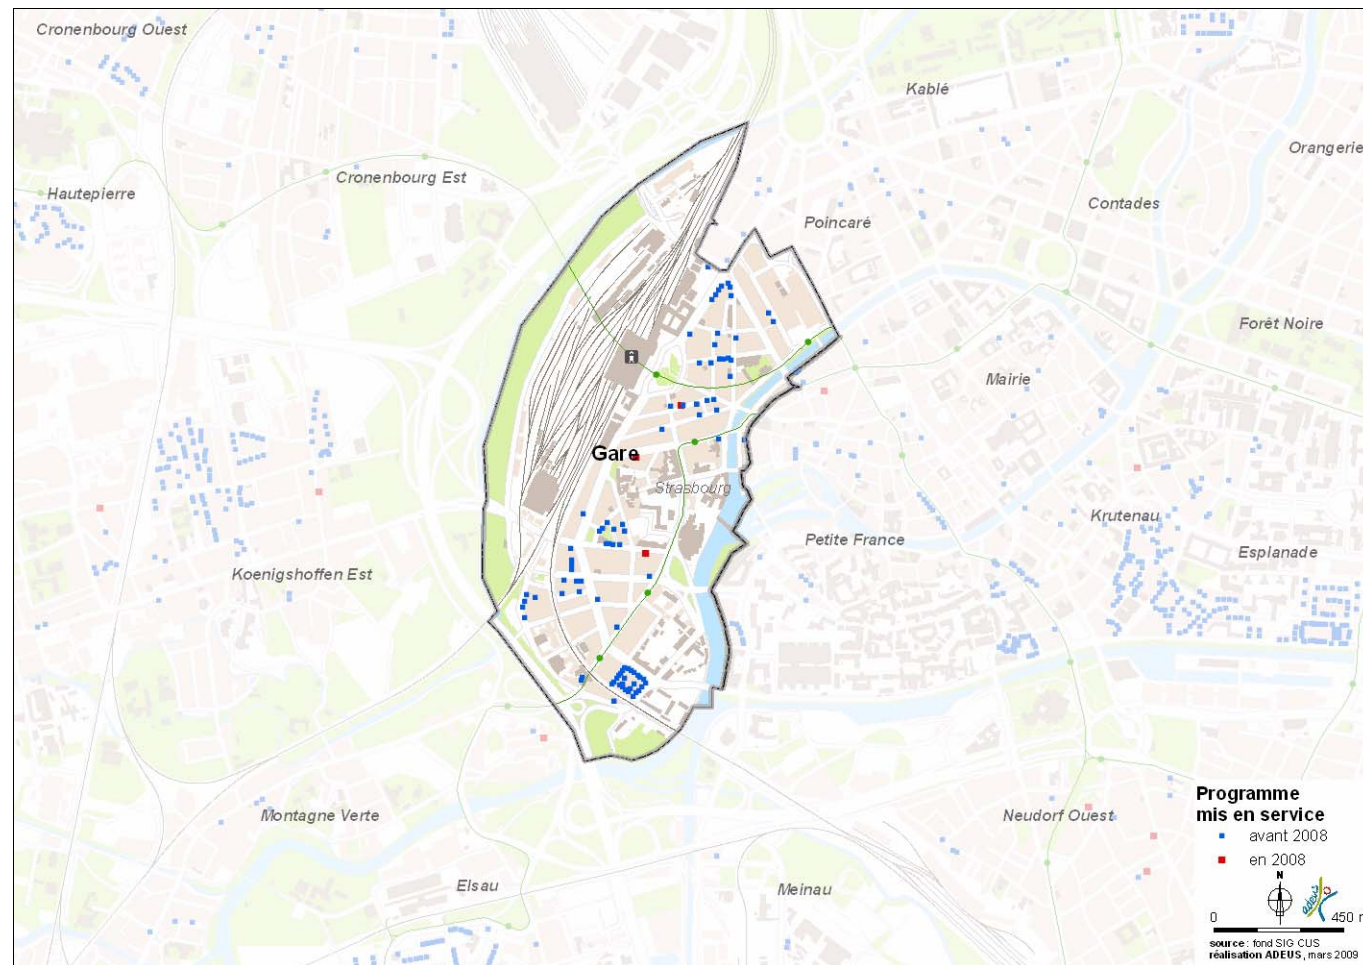 Cronenbourg Ouest
Kablé
Orangerie
Cronenbourg Est
Hautepierre
Contades
Poincaré
Forêt Noire
Mairie
Gare
Strasbourg
Krutenau
Petite France
Esplanade
Koenigshoffen Est
Montagne Verte
Neudorf Ouest
Elsau
Meinau
Programme
mis en service
avant 2008
en 2008
N
adeus
0 450 m
source : fond SIG CUS
réalisation ADEUS, mars 2009